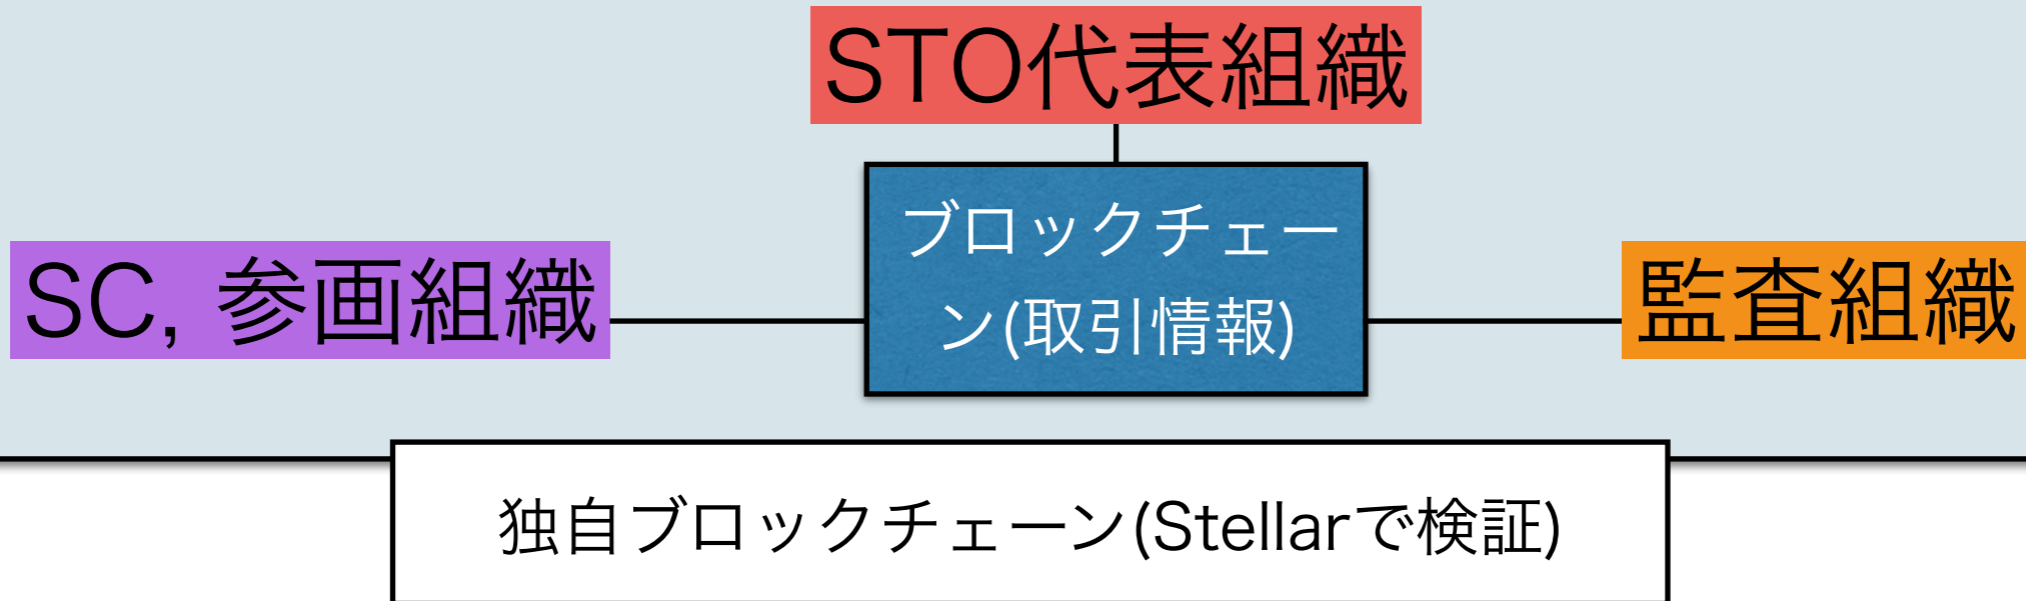 STO代表組織
ブロックチェー
ン(取引情報)
SC, 参画組織
監査組織
独自ブロックチェーン(Stellarで検証)